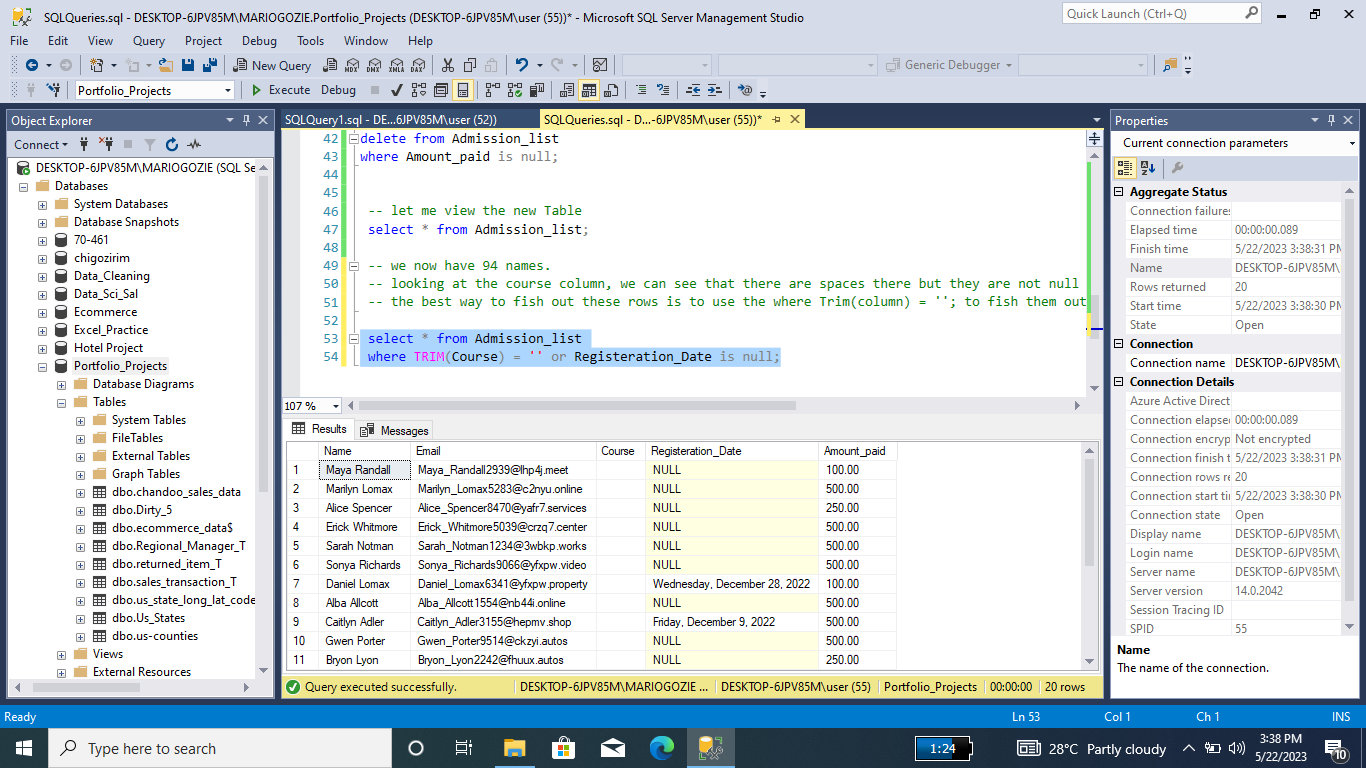 SQLQueries.sql - DESKTOP-6JPV85M\MARIOGOZIE.Portfolio_Projects (DESKTOP-6JPV85M\user (55))* - Microsoft SQL Server Management Studio
Quick Launch (Ctrl+Q)
File Edit View Query Project Debug Tools Window Help
New Query MDX DMX XMLA DAX Generic Debugger
Portfolio_Projects Execute Debug
Object Explorer
Connect
DESKTOP-6JPV85M\MARIOGOZIE (SQL Se
Databases
System Databases
Database Snapshots
70-461
chigozirim
Data_Cleaning
Data_Sci_Sal
Ecommerce
Excel_Practice
Hotel Project
Portfolio_Projects
Database Diagrams
Tables
System Tables
FileTables
External Tables
Graph Tables
dbo.chandoo_sales_data
dbo.Dirty_5
dbo.ecommerce_data$
dbo.Regional_Manager_T
dbo.returned_item_T
dbo.sales_transaction_T
dbo.us_state_long_lat_code
dbo.Us_States
dbo.us-counties
Views
External Resources
SQLQuery1.sql - DE...6JPV85M\user (52)) SQLQueries.sql - D...-6JPV85M\user (55))*
42 delete from Admission_list
43 where Amount_paid is null;
44
45
46 -- let me view the new Table
47 select * from Admission_list;
48
49 -- we now have 94 names.
50 -- looking at the course column, we can see that there are spaces there but they are not null
51 -- the best way to fish out these rows is to use the where Trim(column) = ''; to fish them out
52
53 select * from Admission_list
54 where TRIM(Course) = '' or Registeration_Date is null;
107 %
Results Messages
Name Email Course Registeration_Date Amount_paid
1 Maya Randall Maya_Randall2939@lhp4j.meet NULL 100.00
2 Marilyn Lomax Marilyn_Lomax5283@c2nyu.online NULL 500.00
3 Alice Spencer Alice_Spencer8470@yafr7.services NULL 250.00
4 Erick Whitmore Erick_Whitmore5039@crzq7.center NULL 500.00
5 Sarah Notman Sarah_Notman1234@3wbkp.works NULL 500.00
6 Sonya Richards Sonya_Richards9066@yfxpw.video NULL 500.00
7 Daniel Lomax Daniel_Lomax6341@yfxpw.property Wednesday, December 28, 2022 100.00
8 Alba Allcott Alba_Allcott1554@nb44i.online NULL 500.00
9 Caitlyn Adler Caitlyn_Adler3155@hepmv.shop Friday, December 9, 2022 500.00
10 Gwen Porter Gwen_Porter9514@ckzyi.autos NULL 500.00
11 Bryon Lyon Bryon_Lyon2242@fhuux.autos NULL 250.00
Query executed successfully. DESKTOP-6JPV85M\MARIOGOZIE ... DESKTOP-6JPV85M\user (55) Portfolio_Projects 00:00:00 20 rows
Properties
Current connection parameters
Aggregate Status
Connection failures
Elapsed time 00:00:00.089
Finish time 5/22/2023 3:38:31 PM
Name DESKTOP-6JPV85M\
Rows returned 20
Start time 5/22/2023 3:38:30 PM
State Open
Connection
Connection name DESKTOP-6JPV85M\
Connection Details
Azure Active Direct
Connection elapse 00:00:00.089
Connection encryp Not encrypted
Connection finish t 5/22/2023 3:38:31 PM
Connection rows re 20
Connection start ti 5/22/2023 3:38:30 PM
Connection state Open
Display name DESKTOP-6JPV85M\
Login name DESKTOP-6JPV85M\
Server name DESKTOP-6JPV85M\
Server version 14.0.2042
Session Tracing ID
SPID 55
Name
The name of the connection.
Ready Ln 53 Col 1 Ch 1 INS
Type here to search 1:24 28°C Partly cloudy 3:38 PM
5/22/2023 10